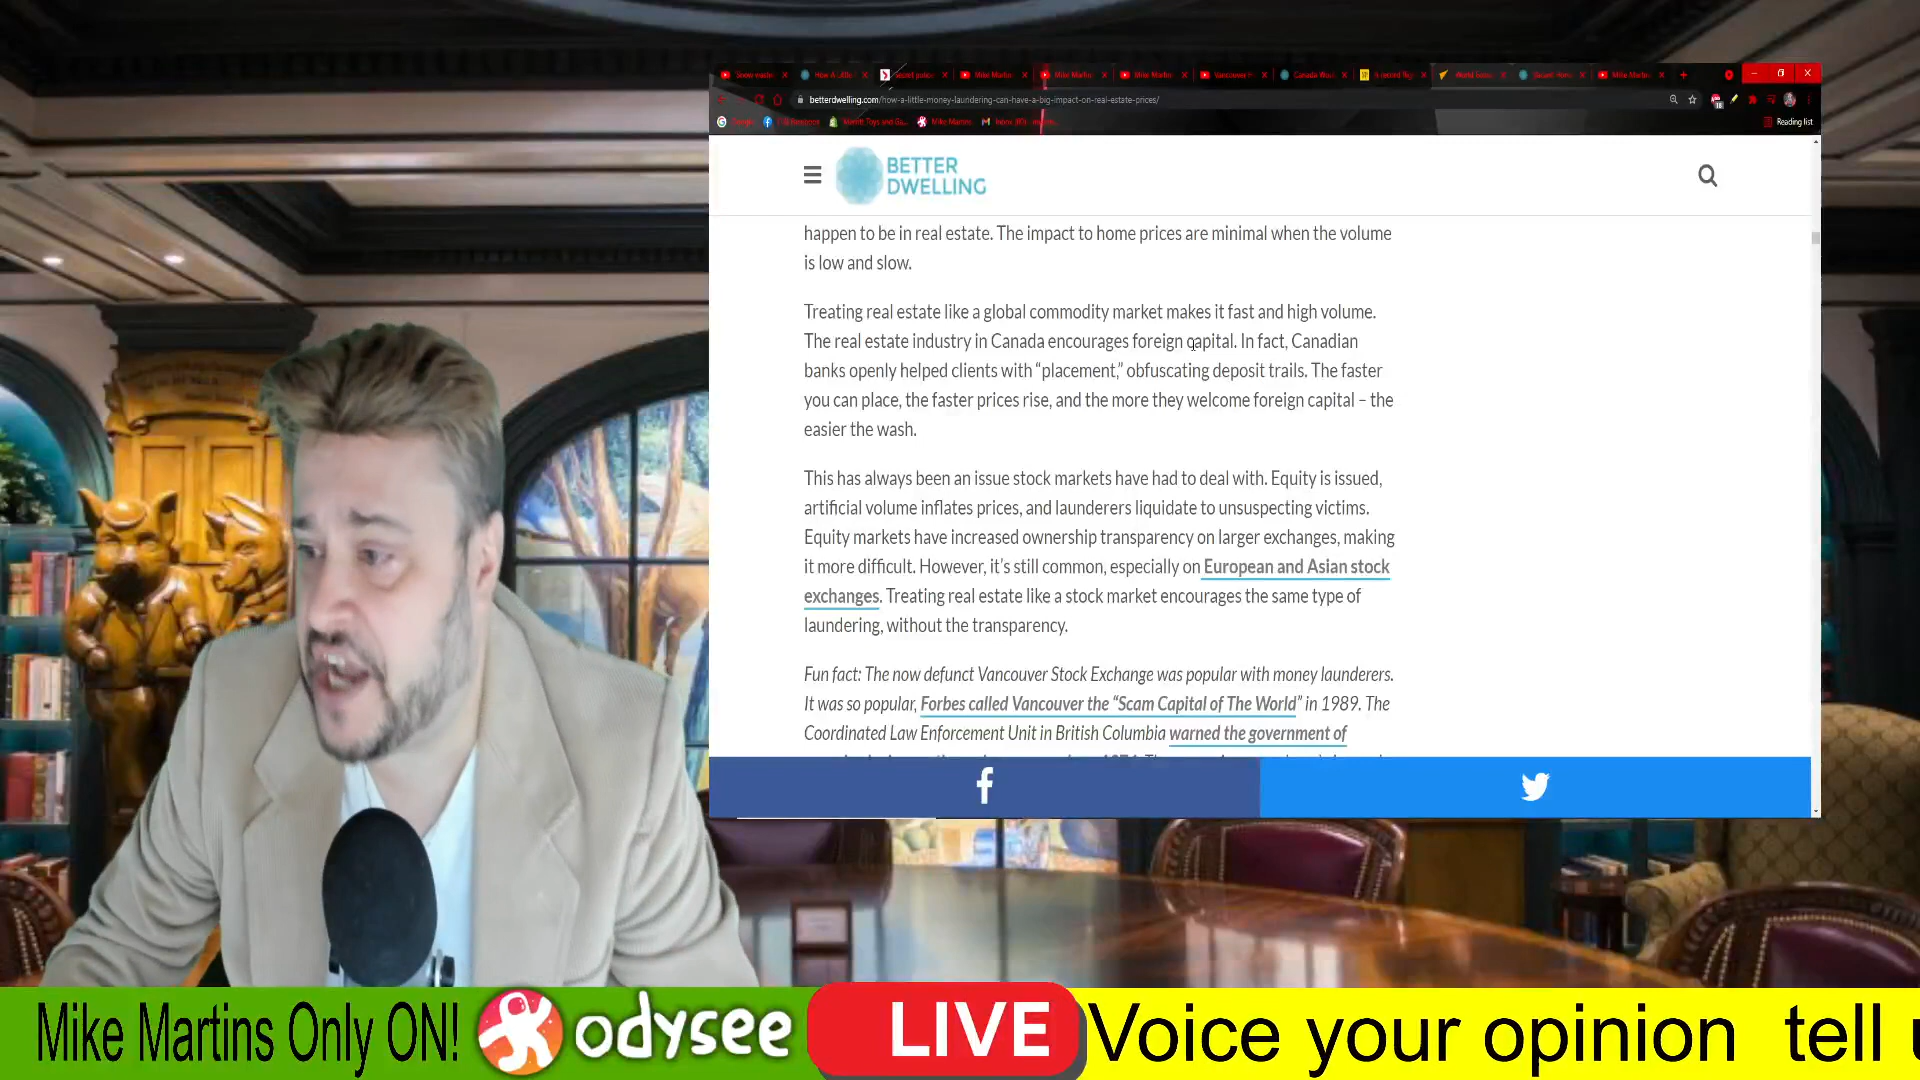 Mike Martin
Mike Martin
Mike Martin
betterdwelling.com/how-a-little-money-laundering-can-have-a-big-impact-on-real-estate-prices/
Mike Martins
Reading list
BETTER
DWELLING
happen to be in real estate. The impact to home prices are minimal when the volume
is low and slow.
Treating real estate like a global commodity market makes it fast and high volume.
The real estate industry in Canada encourages foreign capital. In fact, Canadian
banks openly helped clients with “placement,” obfuscating deposit trails. The faster
you can place, the faster prices rise, and the more they welcome foreign capital – the
easier the wash.
This has always been an issue stock markets have had to deal with. Equity is issued,
artificial volume inflates prices, and launderers liquidate to unsuspecting victims.
Equity markets have increased ownership transparency on larger exchanges, making
it more difficult. However, it’s still common, especially on European and Asian stock
exchanges. Treating real estate like a stock market encourages the same type of
laundering, without the transparency.
Fun fact: The now defunct Vancouver Stock Exchange was popular with money launderers.
It was so popular, Forbes called Vancouver the “Scam Capital of The World” in 1989. The
Coordinated Law Enforcement Unit in British Columbia warned the government of
Mike Martins Only ON! odysee LIVE Voice your opinion tell u